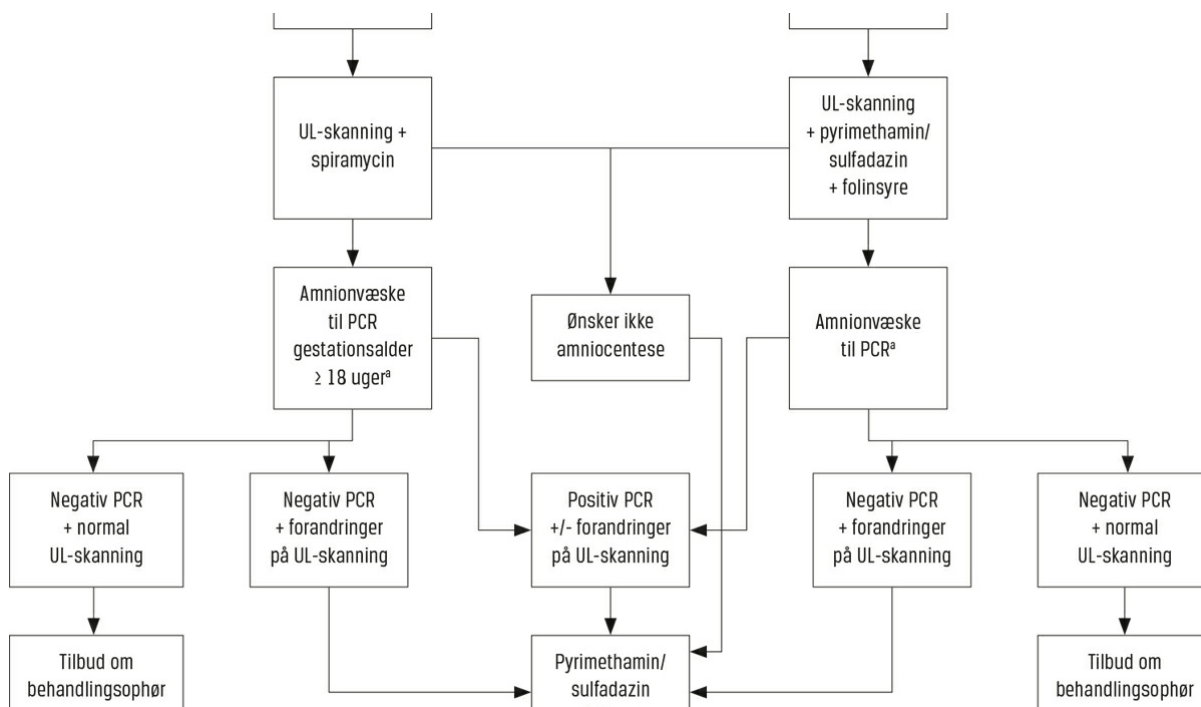 UL-skanning +
spiramycin
UL-skanning
+ pyrimethamin/
sulfadazin
+ folinsyre
Amnionvæske
til PCR
gestationsalder
≥ 18 ugerª
Ønsker ikke
amniocentese
Amnionvæske
til PCRª
Negativ PCR
+ normal
UL-skanning
Negativ PCR
+ forandringer
på UL-skanning
Positiv PCR
+/- forandringer
på UL-skanning
Negativ PCR
+ forandringer
på UL-skanning
Negativ PCR
+ normal
UL-skanning
Tilbud om
behandlingsophør
Pyrimethamin/
sulfadazin
Tilbud om
behandlingsophør